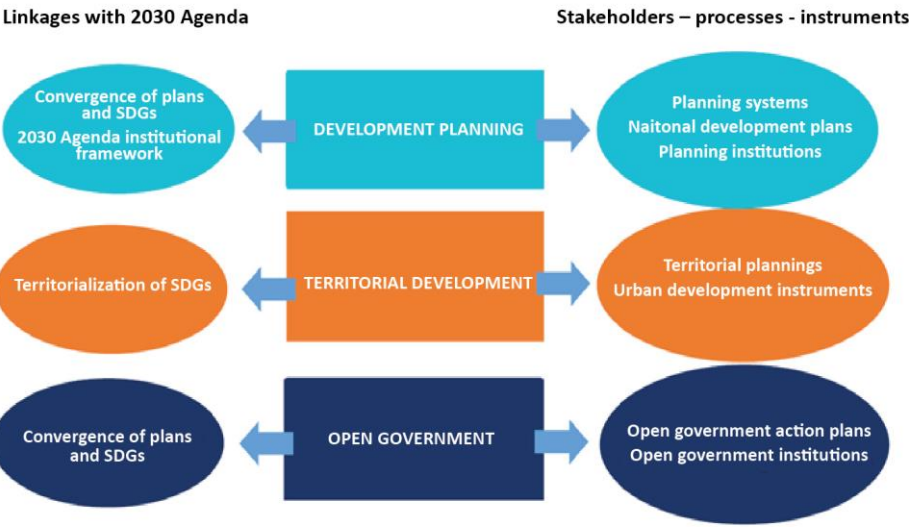 Linkages with 2030 Agenda
Stakeholders – processes - instruments
Convergence of plans
and SDGs
2030 Agenda institutional
framework
DEVELOPMENT PLANNING
Planning systems
Naitonal development plans
Planning institutions
Territorialization of SDGs
TERRITORIAL DEVELOPMENT
Territorial plannings
Urban development instruments
Convergence of plans
and SDGs
OPEN GOVERNMENT
Open government action plans
Open government institutions